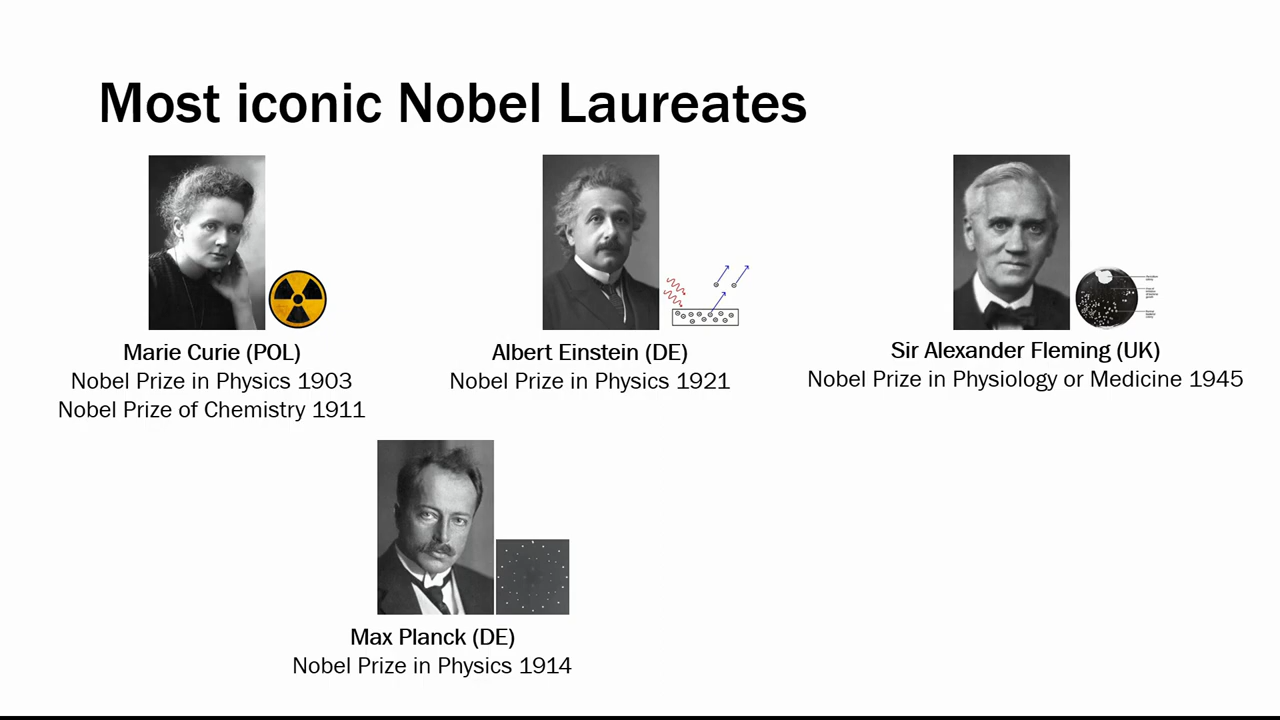 Most iconic Nobel Laureates
Marie Curie (POL)
Nobel Prize in Physics 1903
Nobel Prize of Chemistry 1911
Albert Einstein (DE)
Nobel Prize in Physics 1921
Sir Alexander Fleming (UK)
Nobel Prize in Physiology or Medicine 1945
Max Planck (DE)
Nobel Prize in Physics 1914